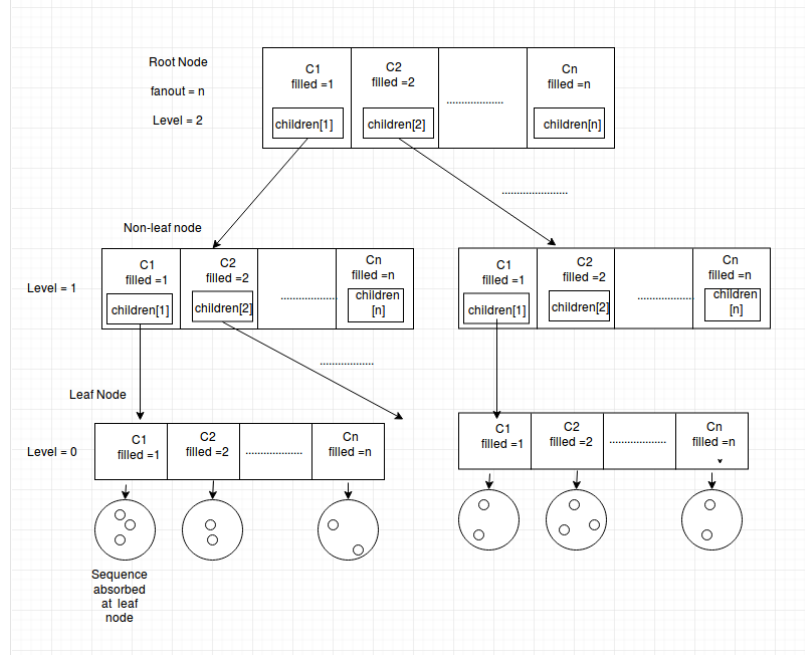 Root Node
fanout = n
Level = 2
C1
filled =1
children[1]
C2
filled =2
children[2]
....................
Cn
filled =n
children[n]
.......................
Non-leaf node
Level = 1
C1
filled =1
children[1]
C2
filled =2
children[2]
....................
Cn
filled =n
children
[n]
C1
filled =1
children[1]
C2
filled =2
children[2]
....................
Cn
filled =n
children
[n]
...................
Leaf Node
Level = 0
C1
filled =1
C2
filled =2
....................
Cn
filled =n
C1
filled =1
C2
filled =2
....................
Cn
filled =n
Sequence
absorbed
at leaf
node